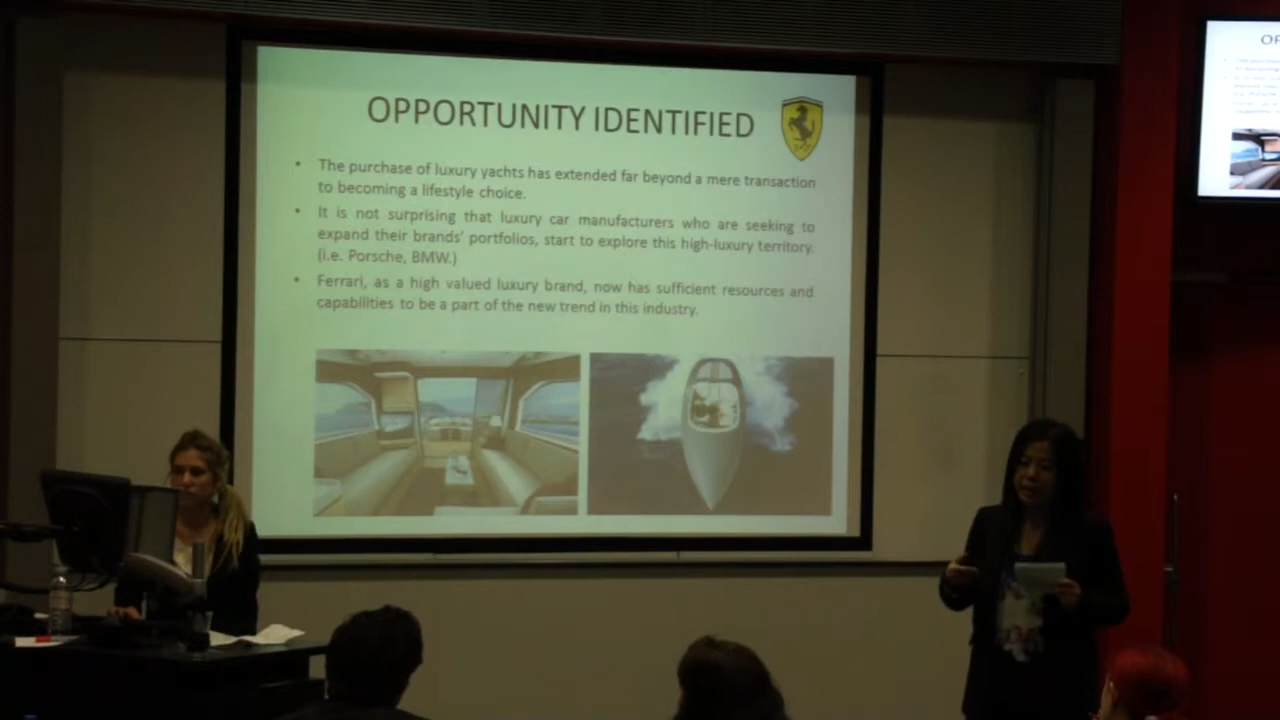 OPPORTUNITY IDENTIFIED
• The purchase of luxury yachts has extended far beyond a mere transaction
to becoming a lifestyle choice.
• It is not surprising that luxury car manufacturers who are seeking to
expand their brands' portfolios, start to explore this high-luxury territory.
(i.e. Porsche, BMW.)
• Ferrari, as a high valued luxury brand, now has sufficient resources and
capabilities to be a part of the new trend in this industry.
OP